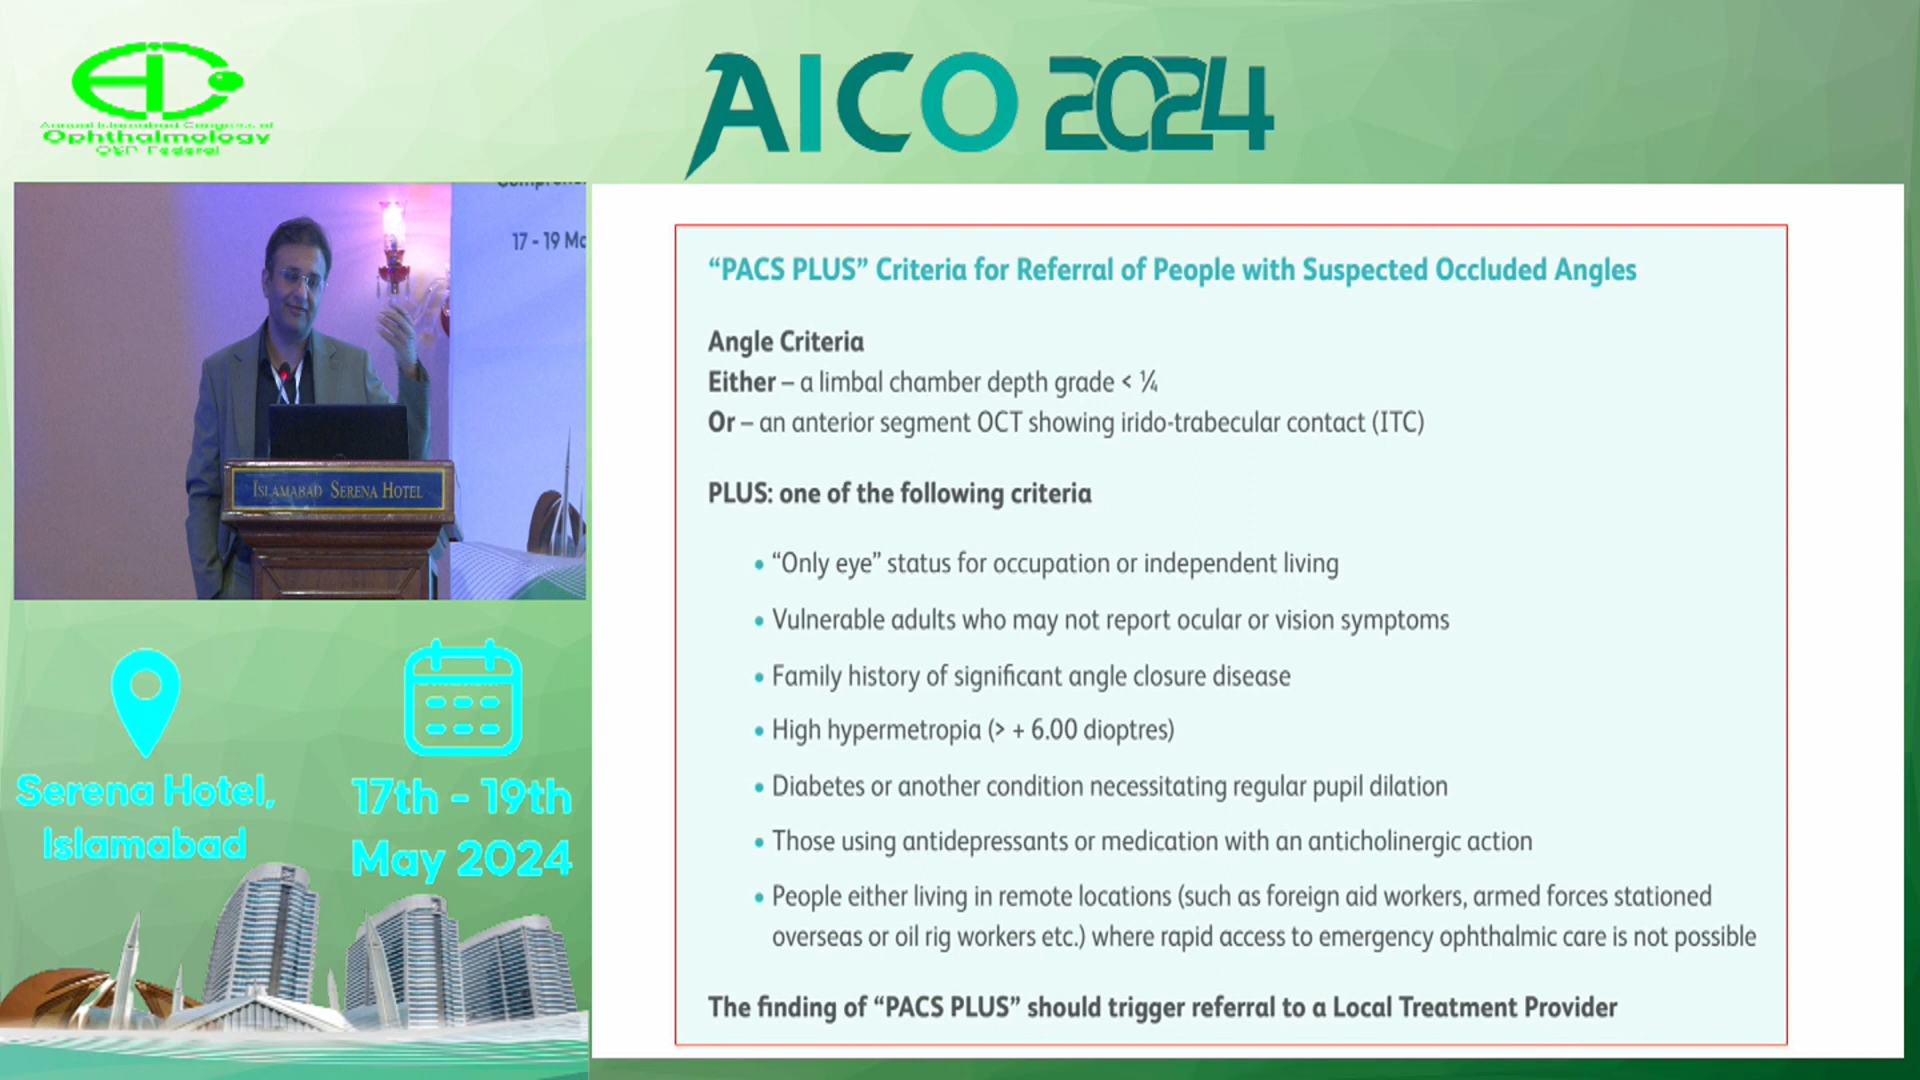 AICO 2024
Annual Islamabad Congress of
Ophthalmology
OSP Federal
17 - 19 Ma
ISLAMABAD SERENA HOTEL
Serena Hotel,
Islamabad
17th - 19th
May 2024
“PACS PLUS” Criteria for Referral of People with Suspected Occluded Angles
Angle Criteria
Either – a limbal chamber depth grade < ¼
Or – an anterior segment OCT showing irido-trabecular contact (ITC)
PLUS: one of the following criteria
• “Only eye” status for occupation or independent living
• Vulnerable adults who may not report ocular or vision symptoms
• Family history of significant angle closure disease
• High hypermetropia (> + 6.00 dioptres)
• Diabetes or another condition necessitating regular pupil dilation
• Those using antidepressants or medication with an anticholinergic action
• People either living in remote locations (such as foreign aid workers, armed forces stationed
overseas or oil rig workers etc.) where rapid access to emergency ophthalmic care is not possible
The finding of “PACS PLUS” should trigger referral to a Local Treatment Provider